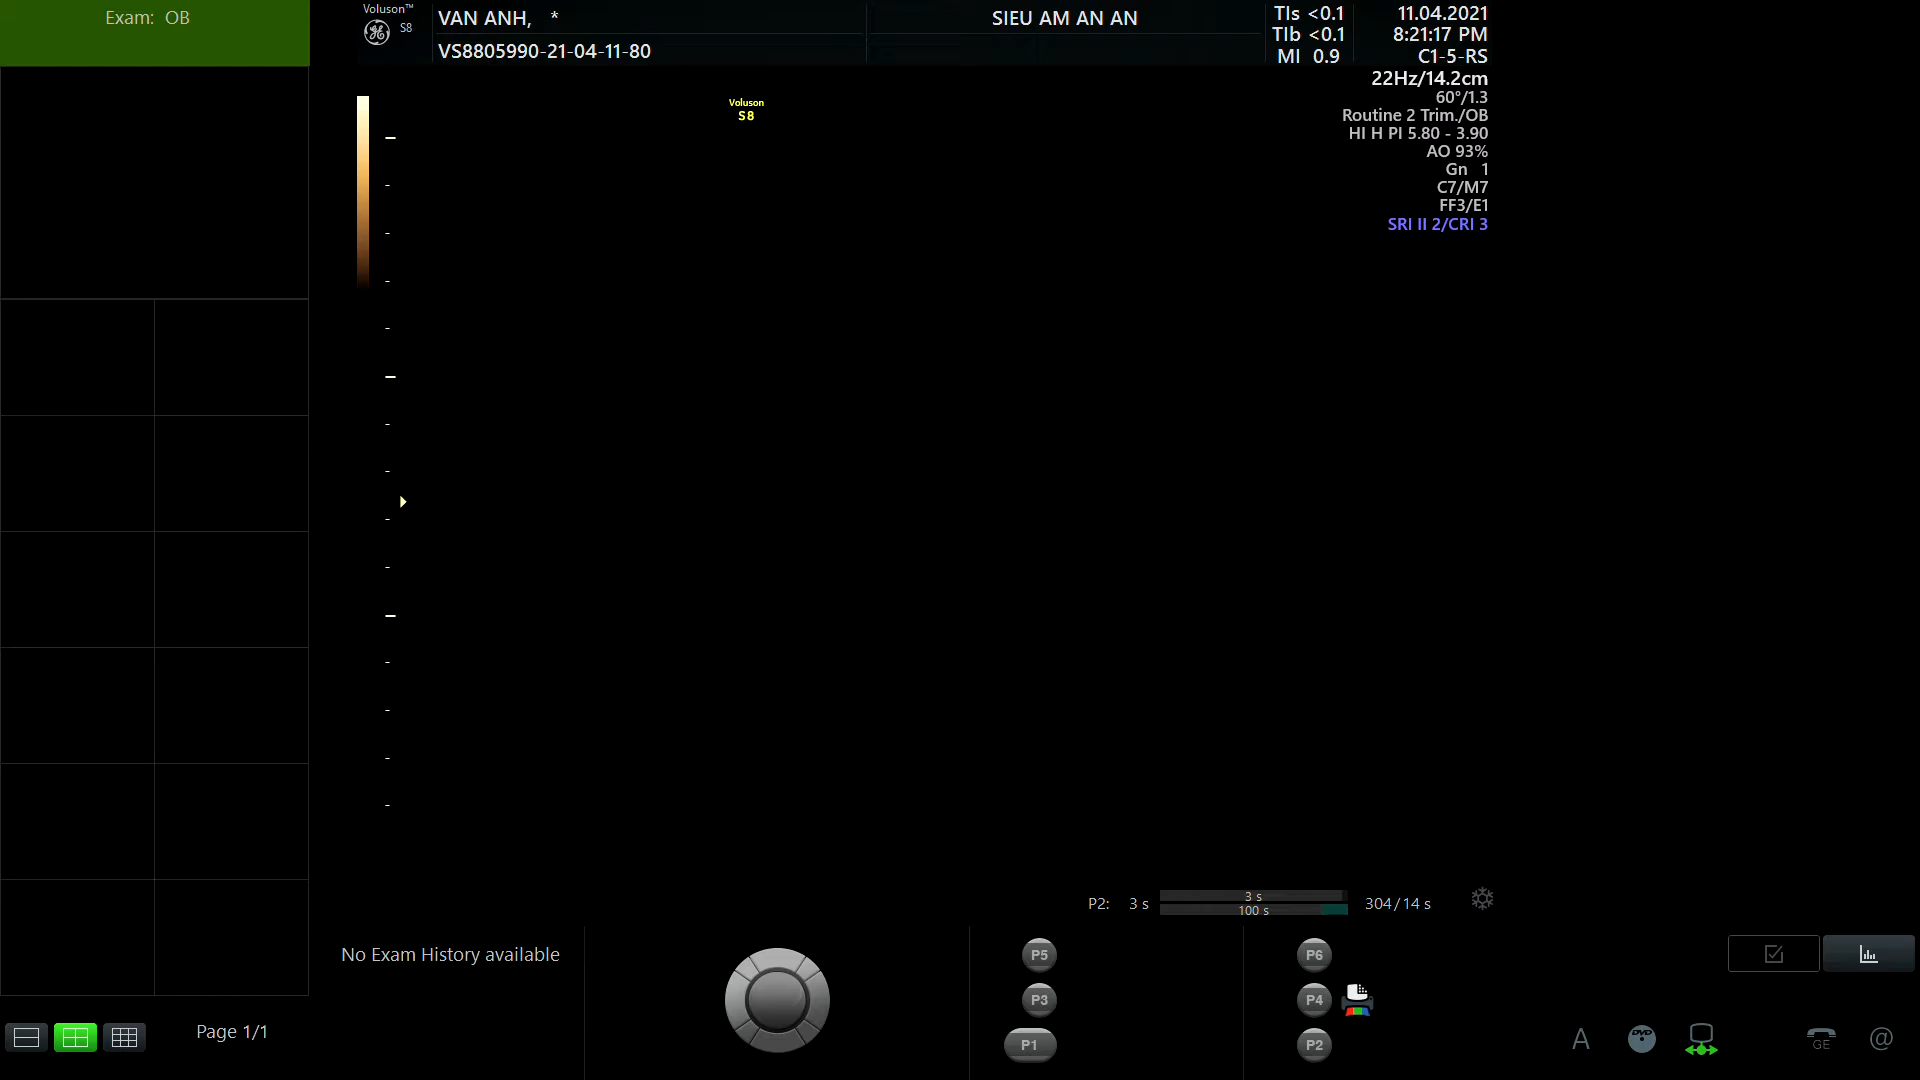 Exam: OB
Voluson™
S8
VAN ANH, *
VS8805990-21-04-11-80
SIEU AM AN AN
TIs <0.1
TIb <0.1
MI 0.9
11.04.2021
8:21:17 PM
C1-5-RS
22Hz/14.2cm
60°/1.3
Routine 2 Trim./OB
HI H PI 5.80 - 3.90
AO 93%
Gn 1
C7/M7
FF3/E1
SRI II 2/CRI 3
Voluson
S8
P2: 3 s
3 s
100 s
304/14 s
No Exam History available
P5
P3
P1
P6
P4
P2
Page 1/1
A
DVD
GE
@